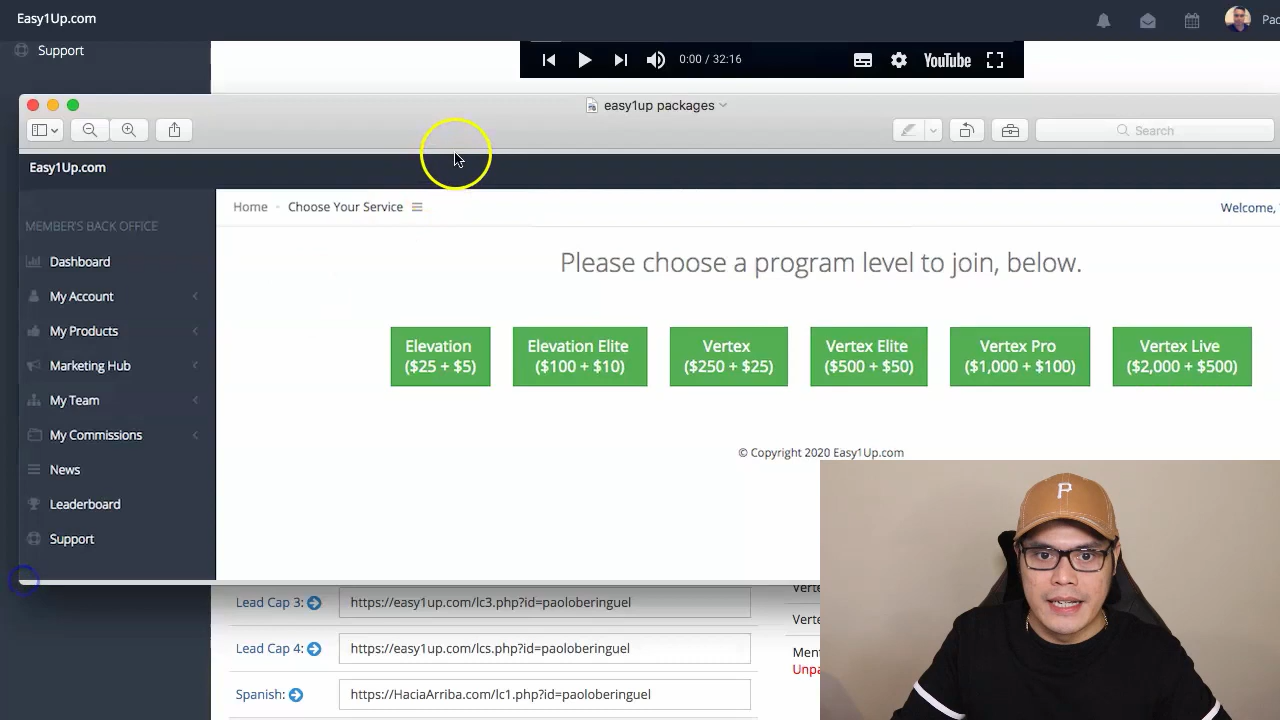 Easy1Up.com
Support
0:00 / 32:16
YouTube
easy1up packages
Search
Easy1Up.com
MEMBER'S BACK OFFICE
Dashboard
My Account
My Products
Marketing Hub
My Team
My Commissions
News
Leaderboard
Support
Home - Choose Your Service
Welcome,
Please choose a program level to join, below.
Elevation
($25 + $5)
Elevation Elite
($100 + $10)
Vertex
($250 + $25)
Vertex Elite
($500 + $50)
Vertex Pro
($1,000 + $100)
Vertex Live
($2,000 + $500)
© Copyright 2020 Easy1Up.com
P
Lead Cap 3:
https://easy1up.com/lc3.php?id=paoloberinguel
Lead Cap 4:
https://easy1up.com/lcs.php?id=paoloberinguel
Spanish:
https://HaciaArriba.com/lc1.php?id=paoloberinguel